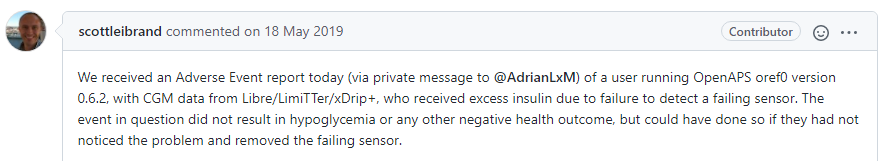 scottleibrand commented on 18 May 2019 Contributor
We received an Adverse Event report today (via private message to @AdrianLxM) of a user running OpenAPS oref0 version
0.6.2, with CGM data from Libre/LimiTTer/xDrip+, who received excess insulin due to failure to detect a failing sensor. The
event in question did not result in hypoglycemia or any other negative health outcome, but could have done so if they had not
noticed the problem and removed the failing sensor.